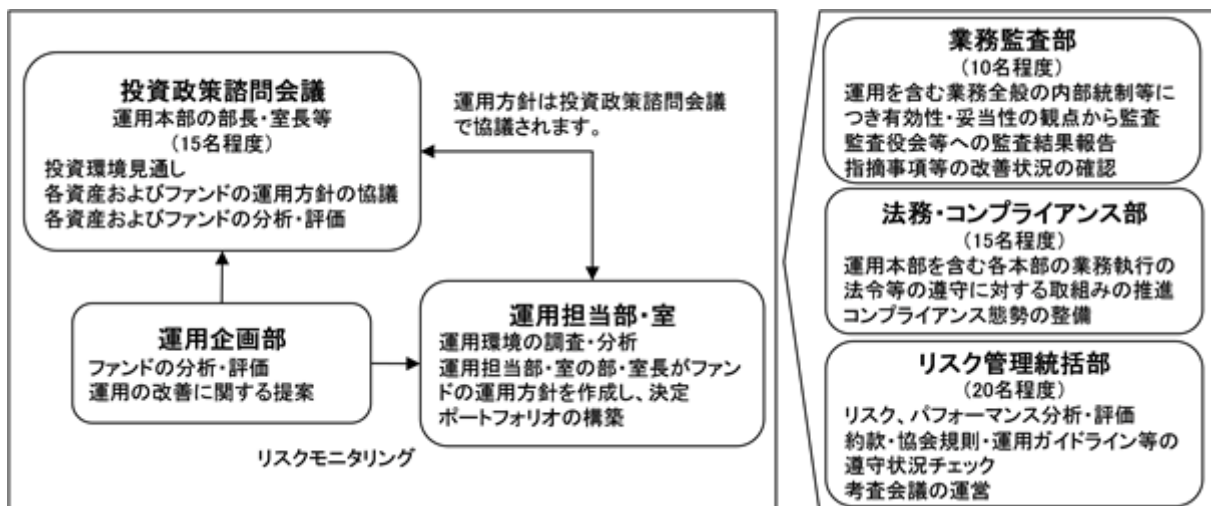 投資政策諮問会議
運用本部の部長・室長等
（15名程度）
投資環境見通し
各資産およびファンドの運用方針の協議
各資産およびファンドの分析・評価
運用方針は投資政策諮問会議
で協議されます。
運用企画部
ファンドの分析・評価
運用の改善に関する提案
運用担当部・室
運用環境の調査・分析
運用担当部・室の部・室長がファン
ドの運用方針を作成し、決定
ポートフォリオの構築
リスクモニタリング
業務監査部
（10名程度）
運用を含む業務全般の内部統制等に
つき有効性・妥当性の観点から監査
監査役会等への監査結果報告
指摘事項等の改善状況の確認
法務・コンプライアンス部
（15名程度）
運用本部を含む各本部の業務執行の
法令等の遵守に対する取組みの推進
コンプライアンス態勢の整備
リスク管理統括部
（20名程度）
リスク、パフォーマンス分析・評価
約款・協会規則・運用ガイドライン等の
遵守状況チェック
考査会議の運営